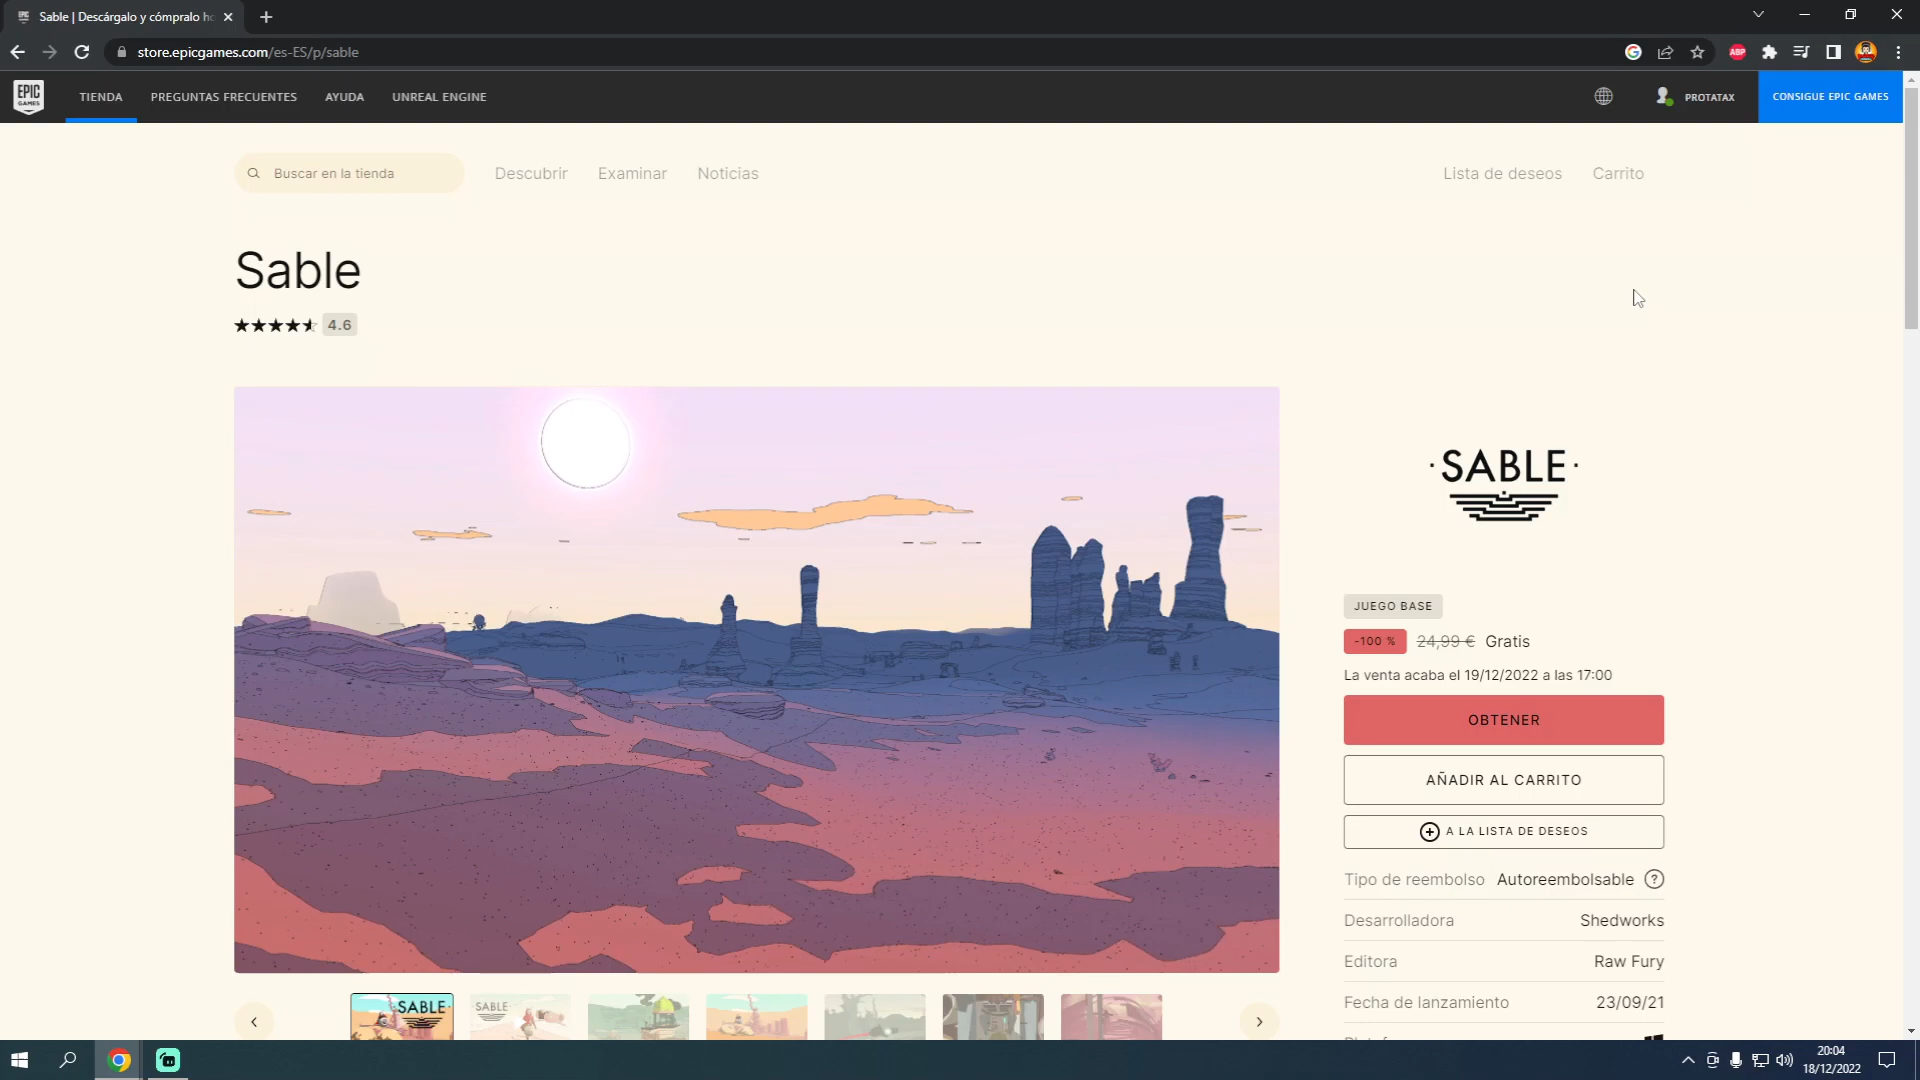 Sable | Descárgalo y cómpralo ho
store.epicgames.com/es-ES/p/sable
ABP
EPIC GAMES
TIENDA
PREGUNTAS FRECUENTES
AYUDA
UNREAL ENGINE
PROTATAX
CONSIGUE EPIC GAMES
Buscar en la tienda
Descubrir
Examinar
Noticias
Lista de deseos
Carrito
Sable
4.6
·SABLE·
JUEGO BASE
-100 % 24,99 € Gratis
La venta acaba el 19/12/2022 a las 17:00
OBTENER
AÑADIR AL CARRITO
A LA LISTA DE DESEOS
Tipo de reembolso Autoreembolsable
Desarrolladora Shedworks
Editora Raw Fury
Fecha de lanzamiento 23/09/21
SABLE
SABLE
20:04
18/12/2022